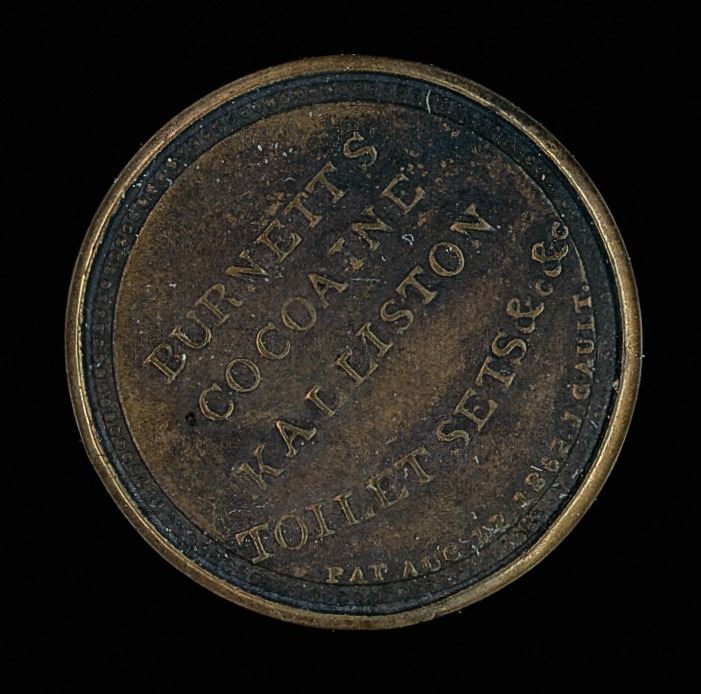 BURNETTS
COCOAINE
KALLISTON
TOILET SETS &c&c
PAT AUG 12 1862 J.GAULT.